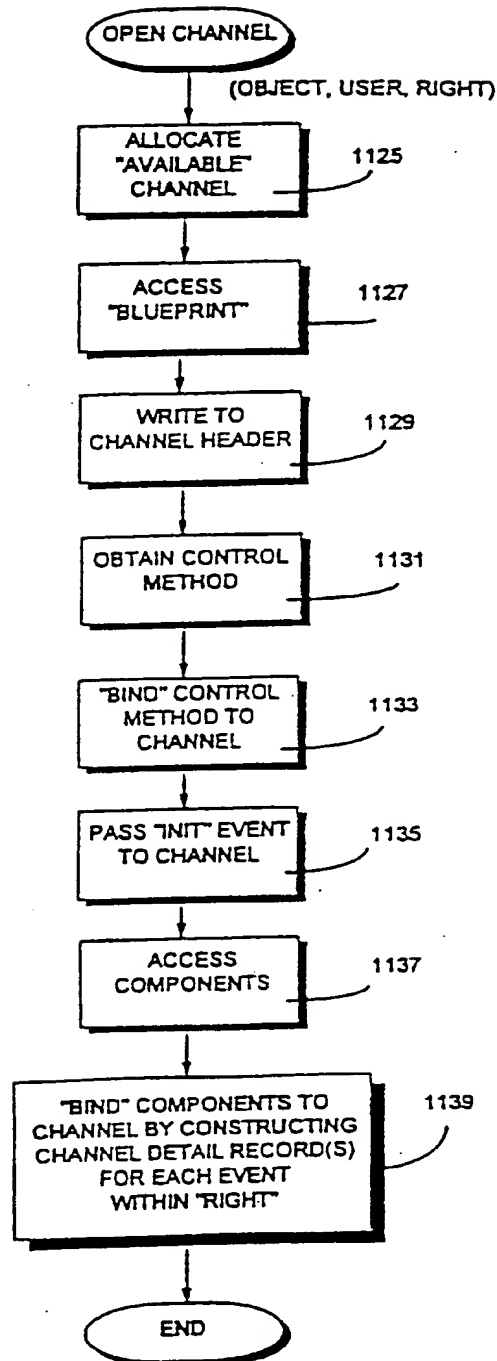 OPEN CHANNEL
(OBJECT, USER, RIGHT)
ALLOCATE
"AVAILABLE"
CHANNEL
1125
ACCESS
"BLUEPRINT"
1127
WRITE TO
CHANNEL HEADER
1129
OBTAIN CONTROL
METHOD
1131
"BIND" CONTROL
METHOD TO
CHANNEL
1133
PASS "INIT" EVENT
TO CHANNEL
1135
ACCESS
COMPONENTS
1137
"BIND" COMPONENTS TO
CHANNEL BY CONSTRUCTING
CHANNEL DETAIL RECORD(S)
FOR EACH EVENT
WITHIN "RIGHT"
1139
END